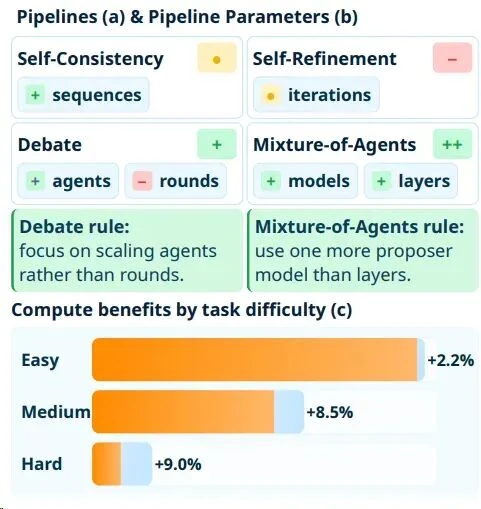 Pipelines (a) & Pipeline Parameters (b)
Self-Consistency •
+ sequences
Self-Refinement –
• iterations
Debate +
+ agents – rounds
Mixture-of-Agents ++
+ models + layers
Debate rule:
focus on scaling agents
rather than rounds.
Mixture-of-Agents rule:
use one more proposer
model than layers.
Compute benefits by task difficulty (c)
Easy +2.2%
Medium +8.5%
Hard +9.0%